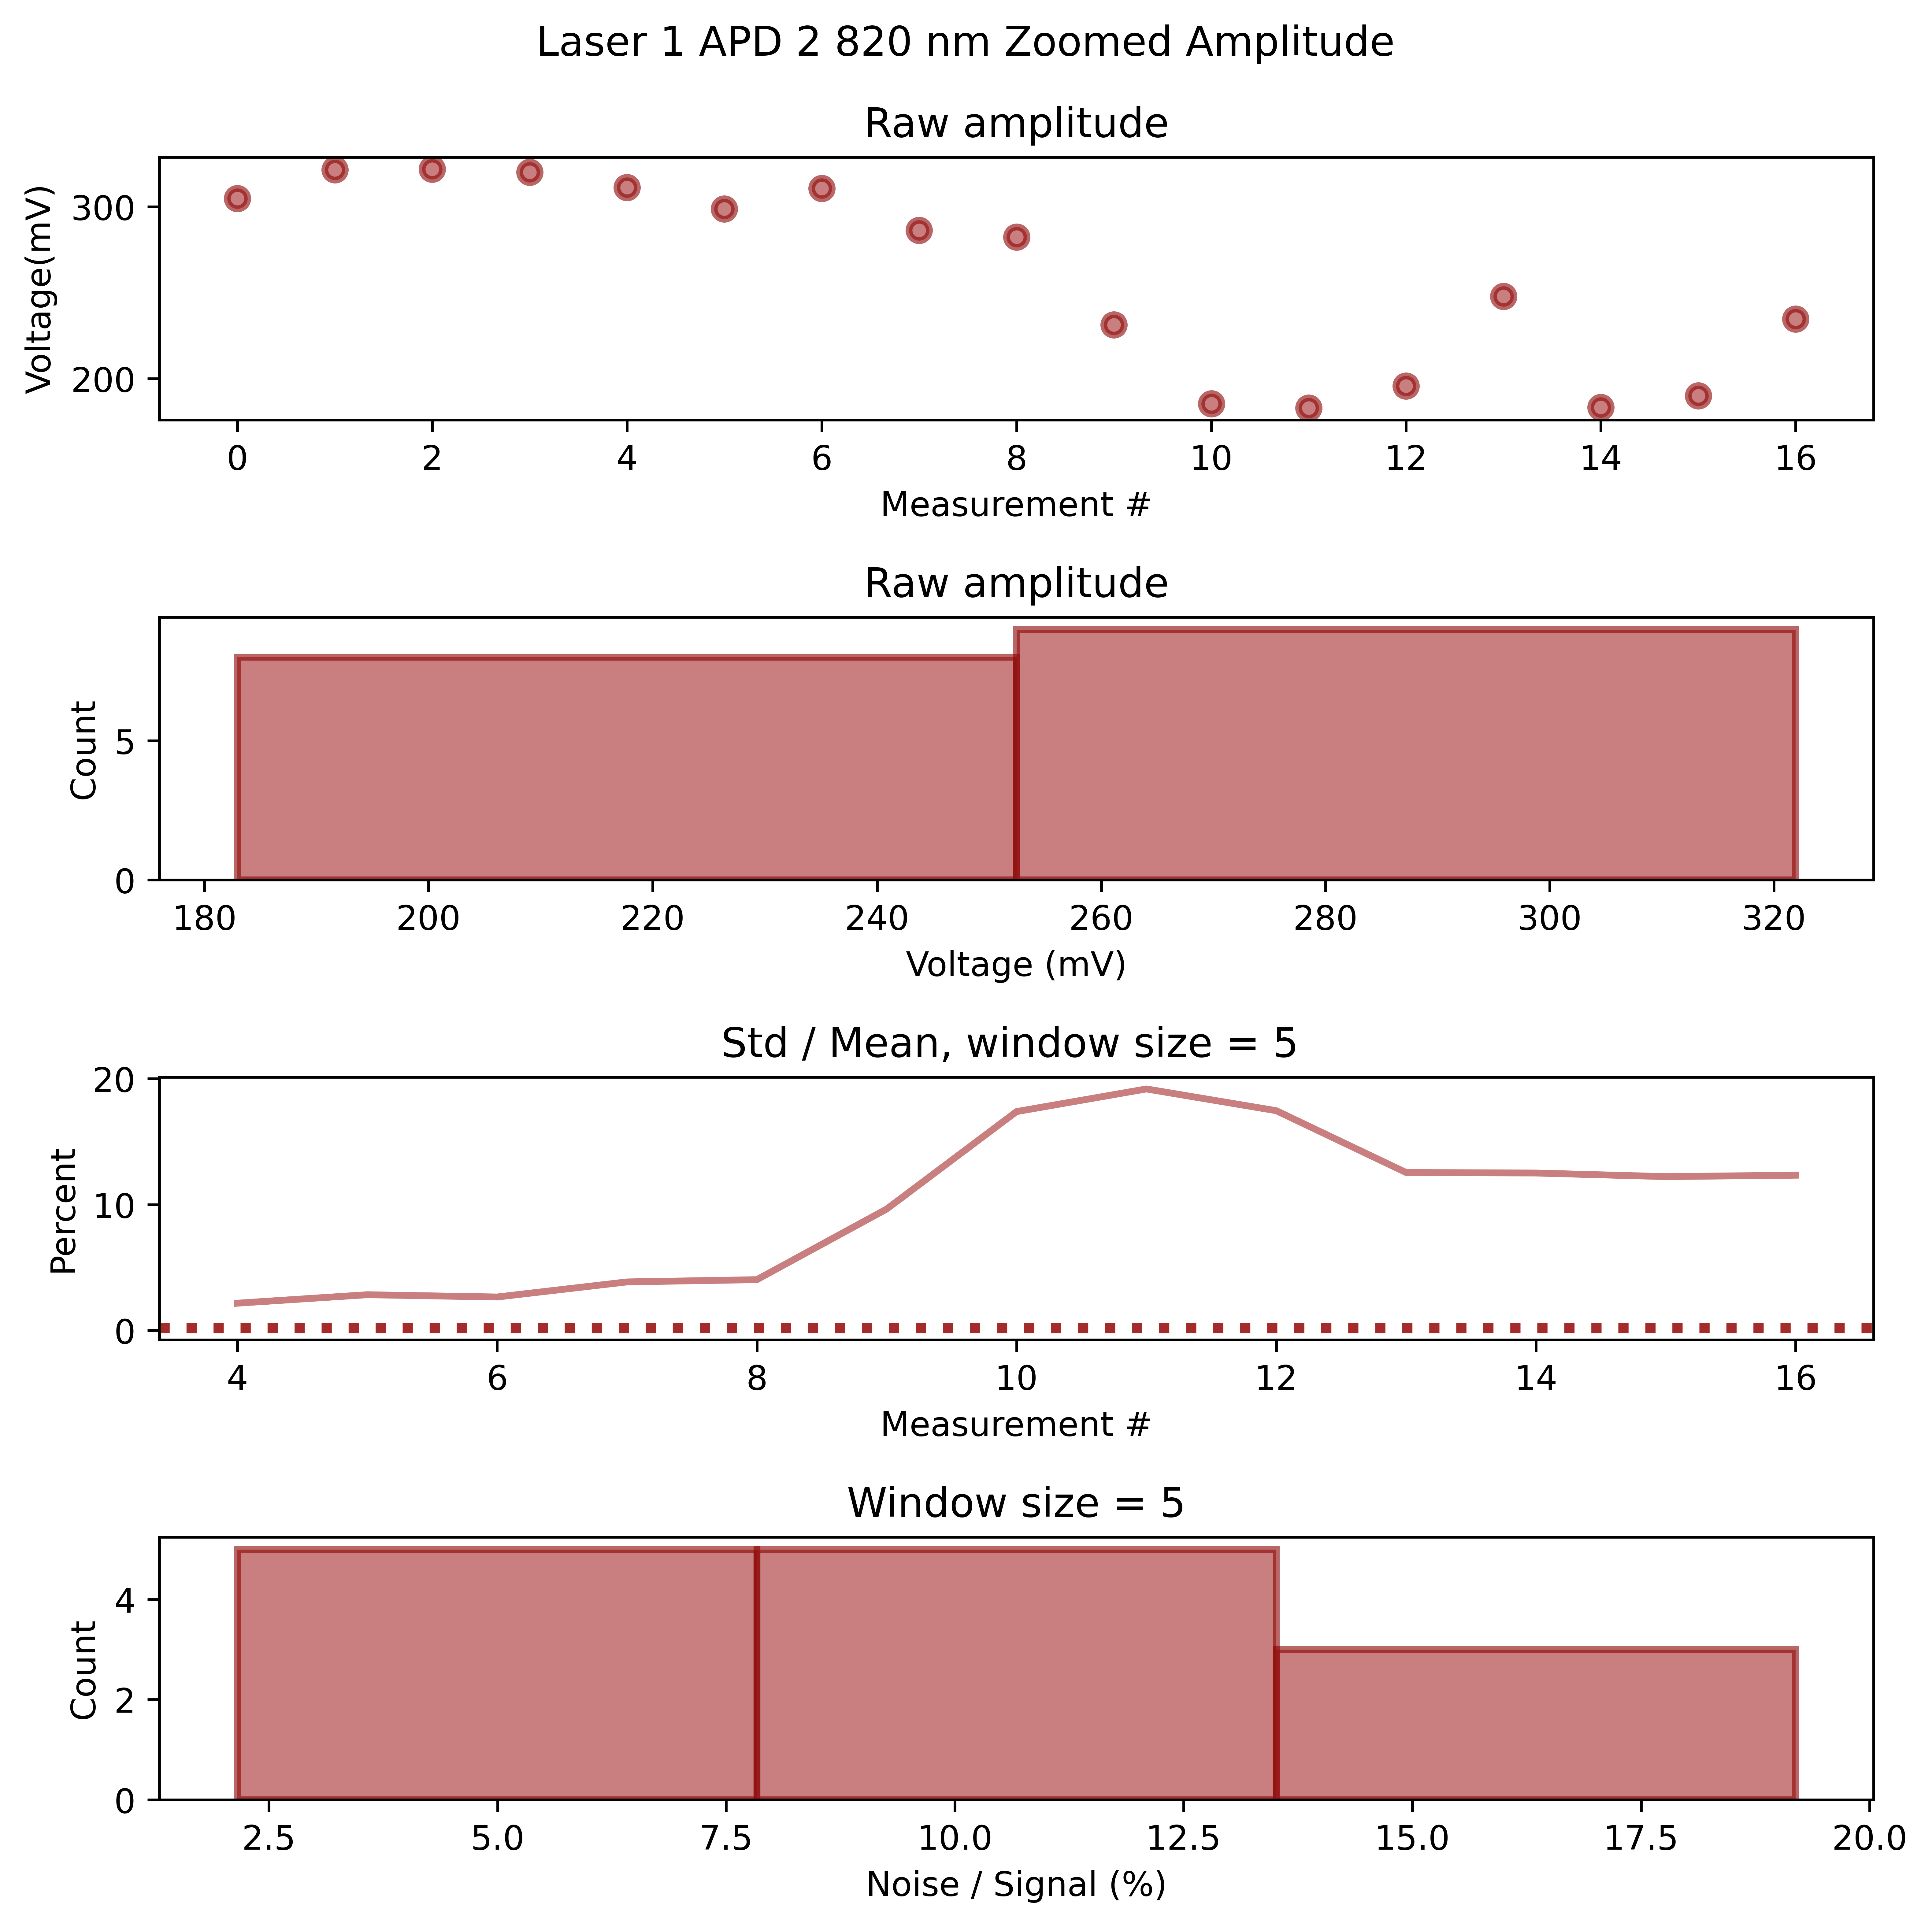 Laser 1 APD 2 820 nm Zoomed Amplitude
Raw amplitude
Voltage(mV)
300
200
0 2 4 6 8 10 12 14 16
Measurement #
Raw amplitude
Count
5
0
180 200 220 240 260 280 300 320
Voltage (mV)
Std / Mean, window size = 5
Percent
20
10
0
4 6 8 10 12 14 16
Measurement #
Window size = 5
Count
4
2
0
2.5 5.0 7.5 10.0 12.5 15.0 17.5 20.0
Noise / Signal (%)